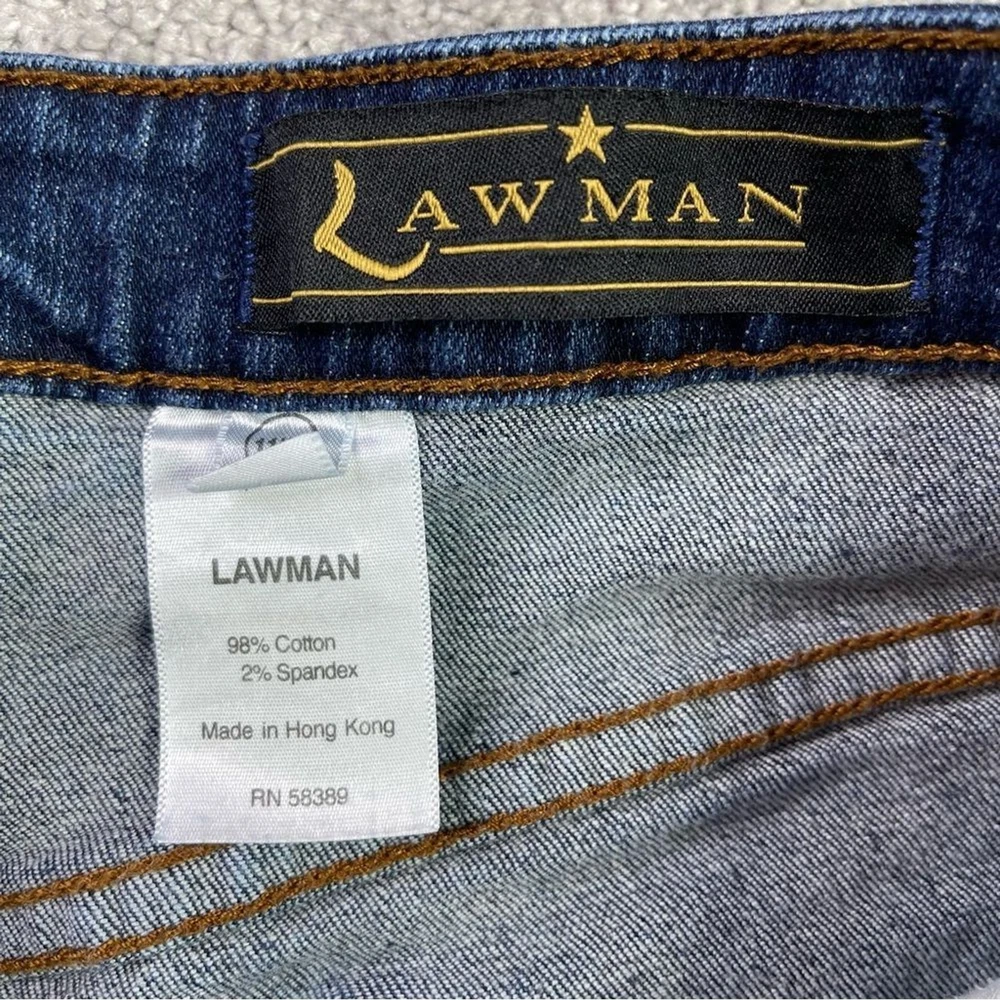 LAWMAN
LAWMAN
98% Cotton
2% Spandex
Made in Hong Kong
RN 58389